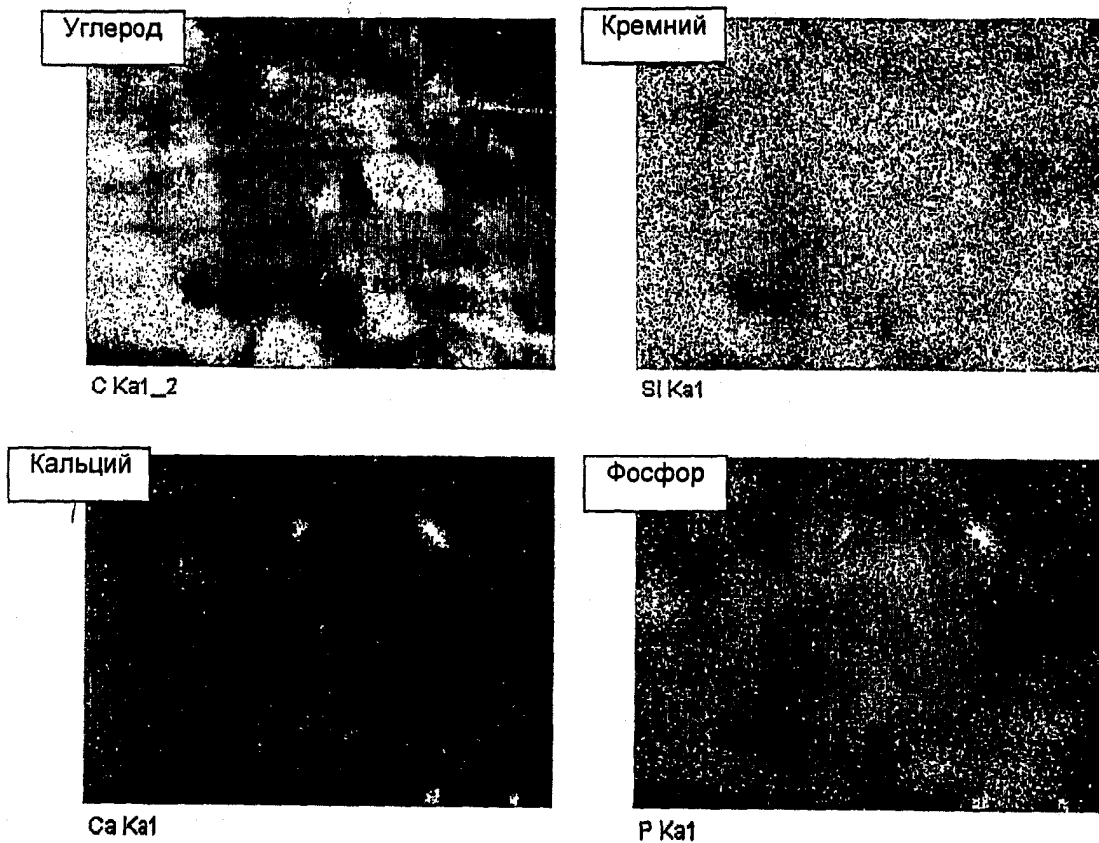 Углерод
Кремний
C Ka1_2
Si Ka1
Кальций
Фосфор
Ca Ka1
P Ka1